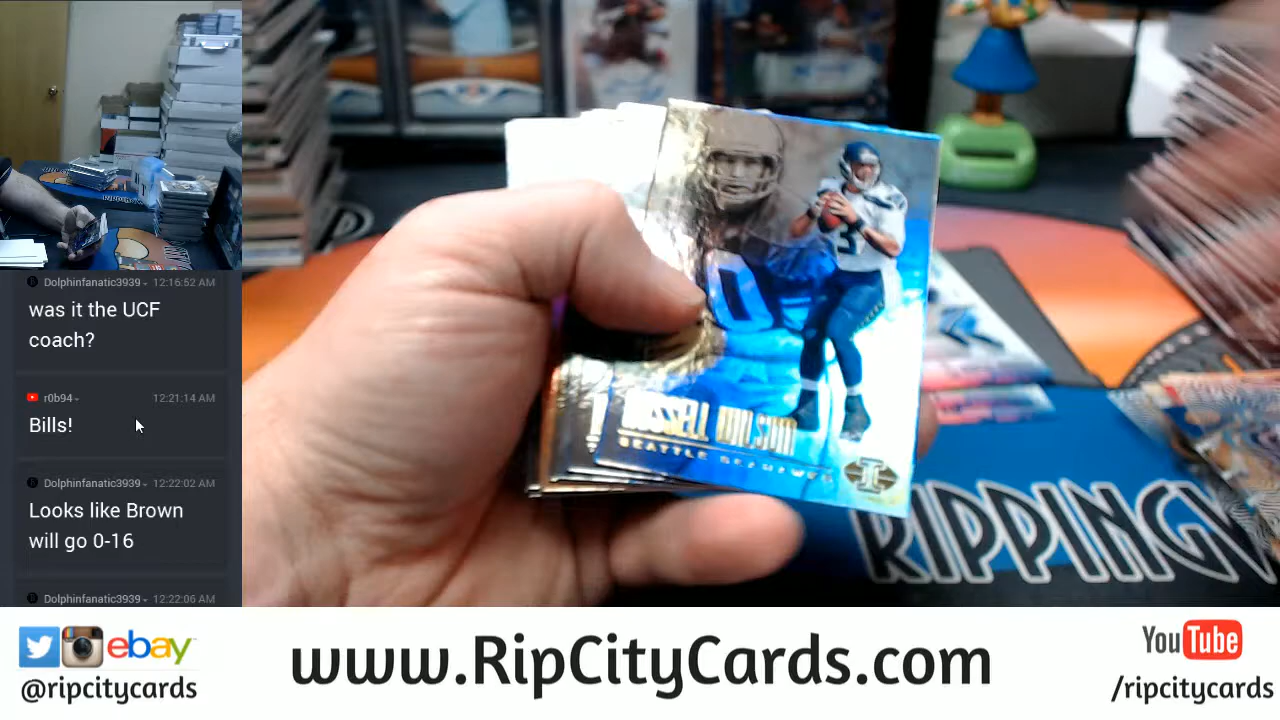 Dolphinfanatic3939 12:16:52 AM
was it the UCF
coach?
r0b94 12:21:14 AM
Bills!
Dolphinfanatic3939 12:22:02 AM
Looks like Brown
will go 0-16
Dolphinfanatic3939 12:22:06 AM
RUSSELL WILSON
SEATTLE SEAHAWKS
3
RIPPING
ebay
@ripcitycards
www.RipCityCards.com
YouTube
/ripcitycards